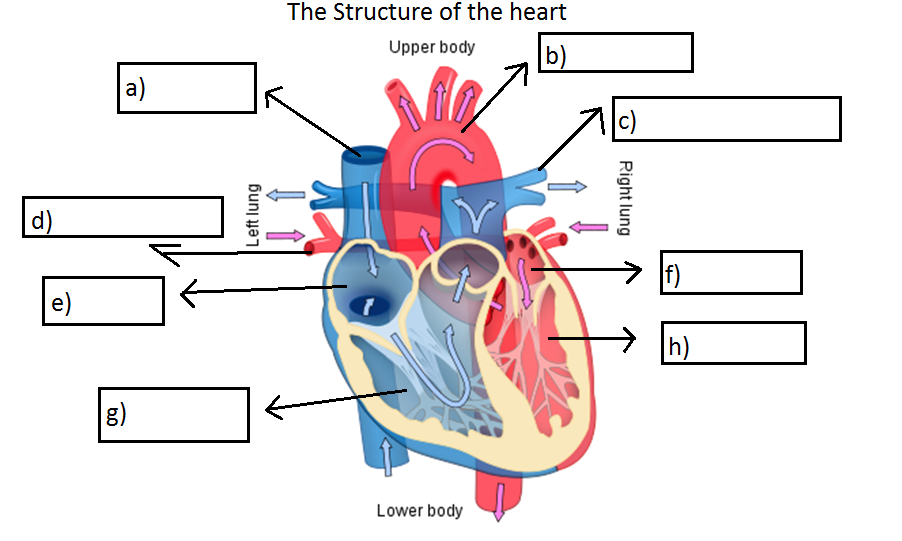 The Structure of the heart
Upper body
b)
a)
c)
Left lung
Right lung
d)
f)
e)
h)
g)
Lower body